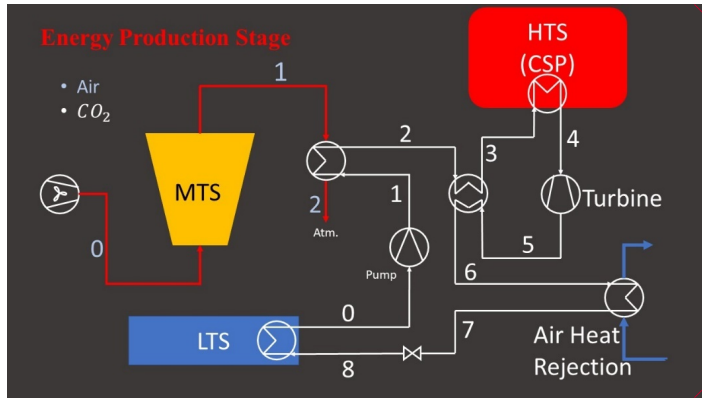 Energy Production Stage
HTS
(CSP)
1
• Air
• CO₂
2
3
4
MTS
1
2
Turbine
0
Atm.
5
Pump
6
0
7
LTS
Air Heat
Rejection
8